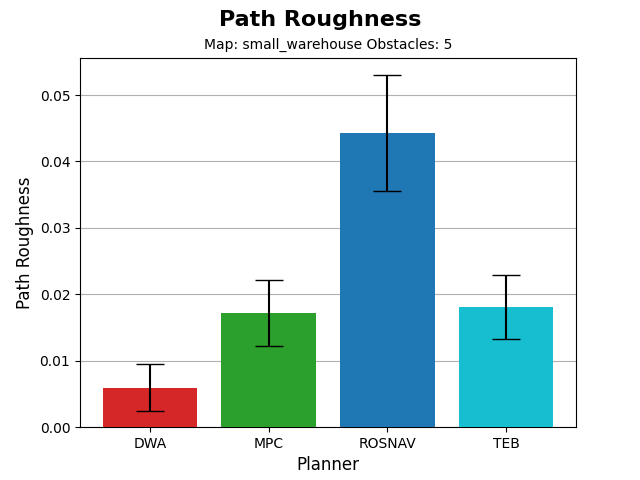 Path Roughness
Map: small_warehouse Obstacles: 5
Path Roughness
0.05
0.04
0.03
0.02
0.01
0.00
DWA MPC ROSNAV TEB
Planner